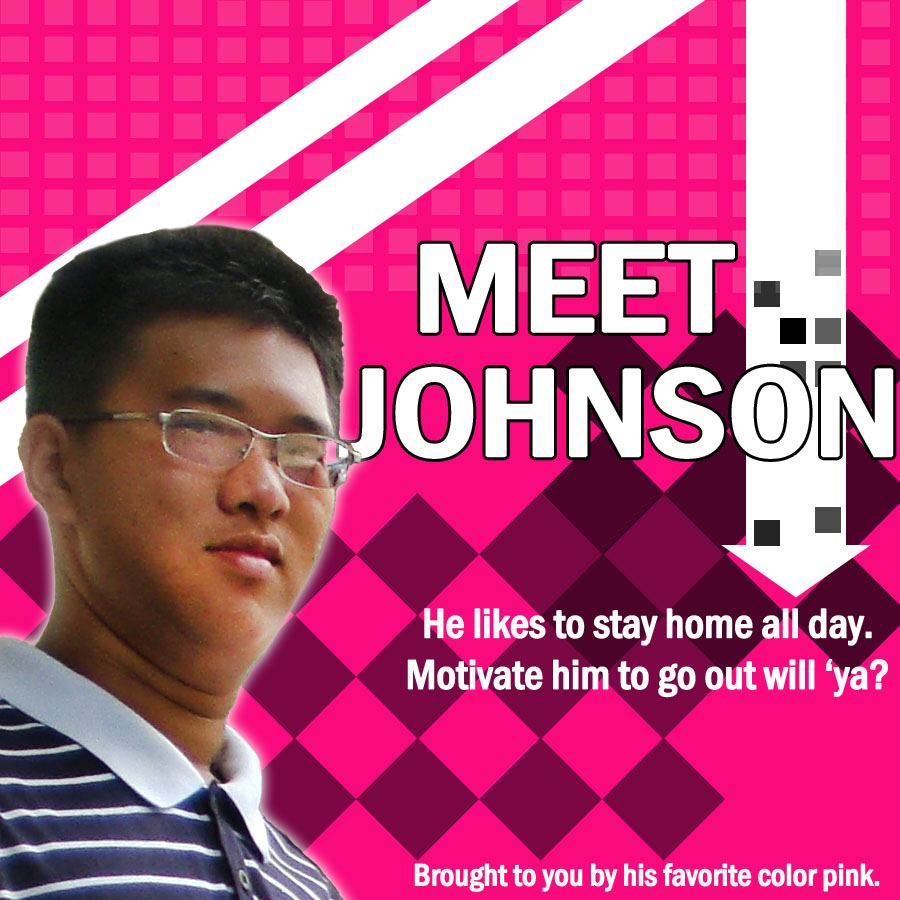 MEET
JOHNSON
He likes to stay home all day.
Motivate him to go out will ‘ya?
Brought to you by his favorite color pink.